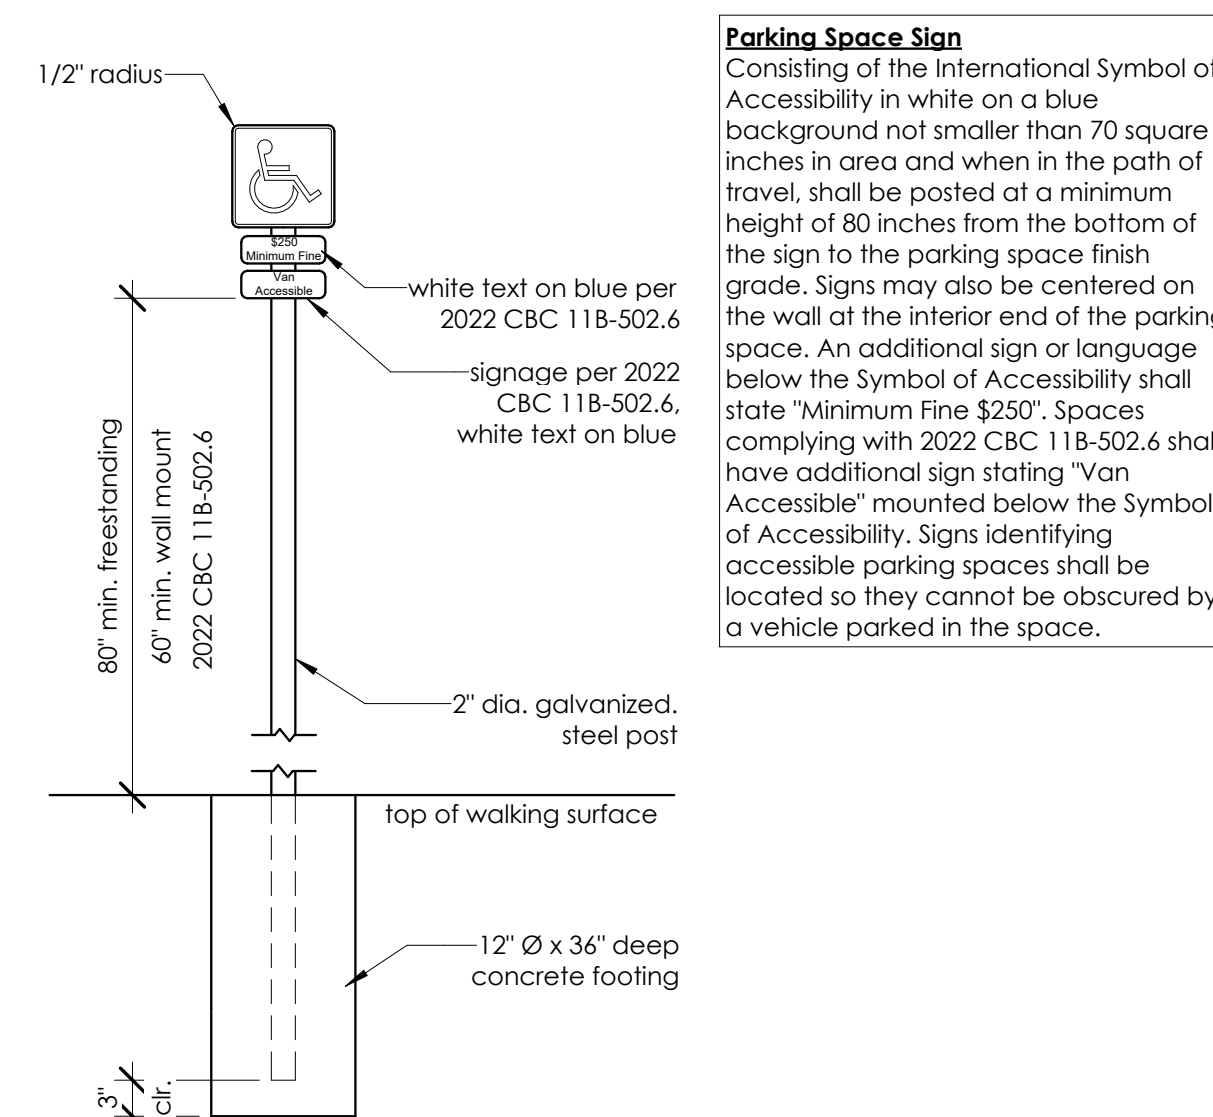 1/2" radius
$250
Minimum Fine
Van
Accessible
white text on blue per
2022 CBC 11B-502.6
signage per 2022
CBC 11B-502.6,
white text on blue
80" min. freestanding
60" min. wall mount
2022 CBC 11B-502.6
2" dia. galvanized.
steel post
top of walking surface
12" Ø x 36" deep
concrete footing
3"
clr.
Parking Space Sign
Consisting of the International Symbol of
Accessibility in white on a blue
background not smaller than 70 square
inches in area and when in the path of
travel, shall be posted at a minimum
height of 80 inches from the bottom of
the sign to the parking space finish
grade. Signs may also be centered on
the wall at the interior end of the parking
space. An additional sign or language
below the Symbol of Accessibility shall
state "Minimum Fine $250". Spaces
complying with 2022 CBC 11B-502.6 shall
have additional sign stating "Van
Accessible" mounted below the Symbol
of Accessibility. Signs identifying
accessible parking spaces shall be
located so they cannot be obscured by
a vehicle parked in the space.